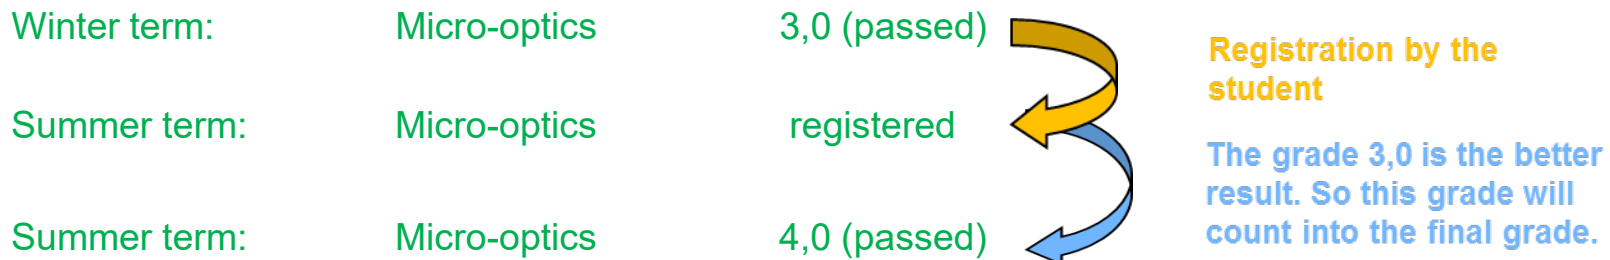 Winter term: Micro-optics 3,0 (passed)
Registration by the
student
Summer term: Micro-optics registered
The grade 3,0 is the better
result. So this grade will
count into the final grade.
Summer term: Micro-optics 4,0 (passed)